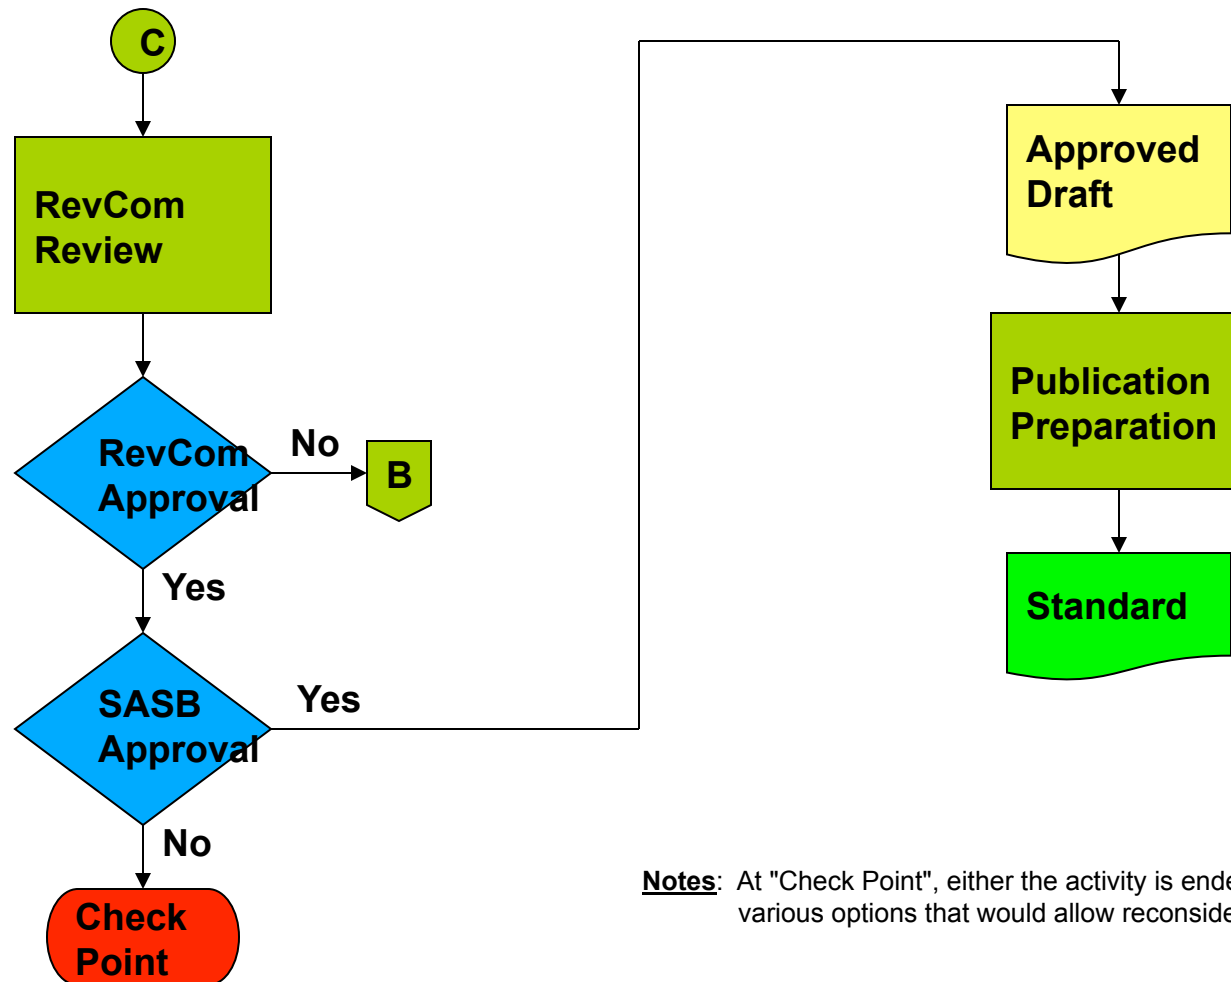 C
RevCom
Review
RevCom
Approval
No
B
Yes
SASB
Approval
Yes
No
Check
Point
Approved
Draft
Publication
Preparation
Standard
Notes: At "Check Point", either the activity is ende
various options that would allow reconside